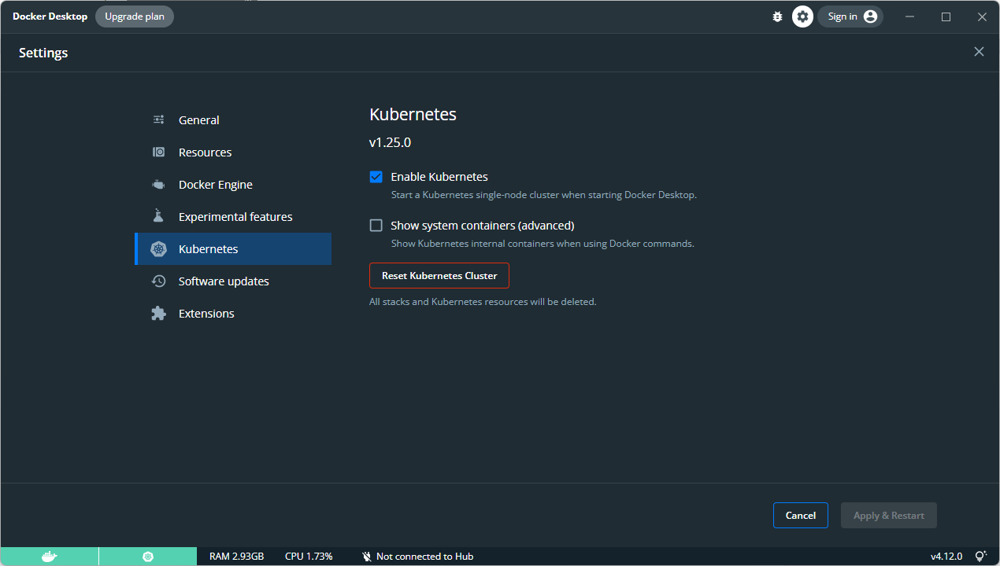 Docker Desktop Upgrade plan Sign in
Settings
General
Resources
Docker Engine
Experimental features
Kubernetes
Software updates
Extensions
Kubernetes
v1.25.0
Enable Kubernetes
Start a Kubernetes single-node cluster when starting Docker Desktop.
Show system containers (advanced)
Show Kubernetes internal containers when using Docker commands.
Reset Kubernetes Cluster
All stacks and Kubernetes resources will be deleted.
Cancel Apply & Restart
RAM 2.93GB CPU 1.73% Not connected to Hub v4.12.0